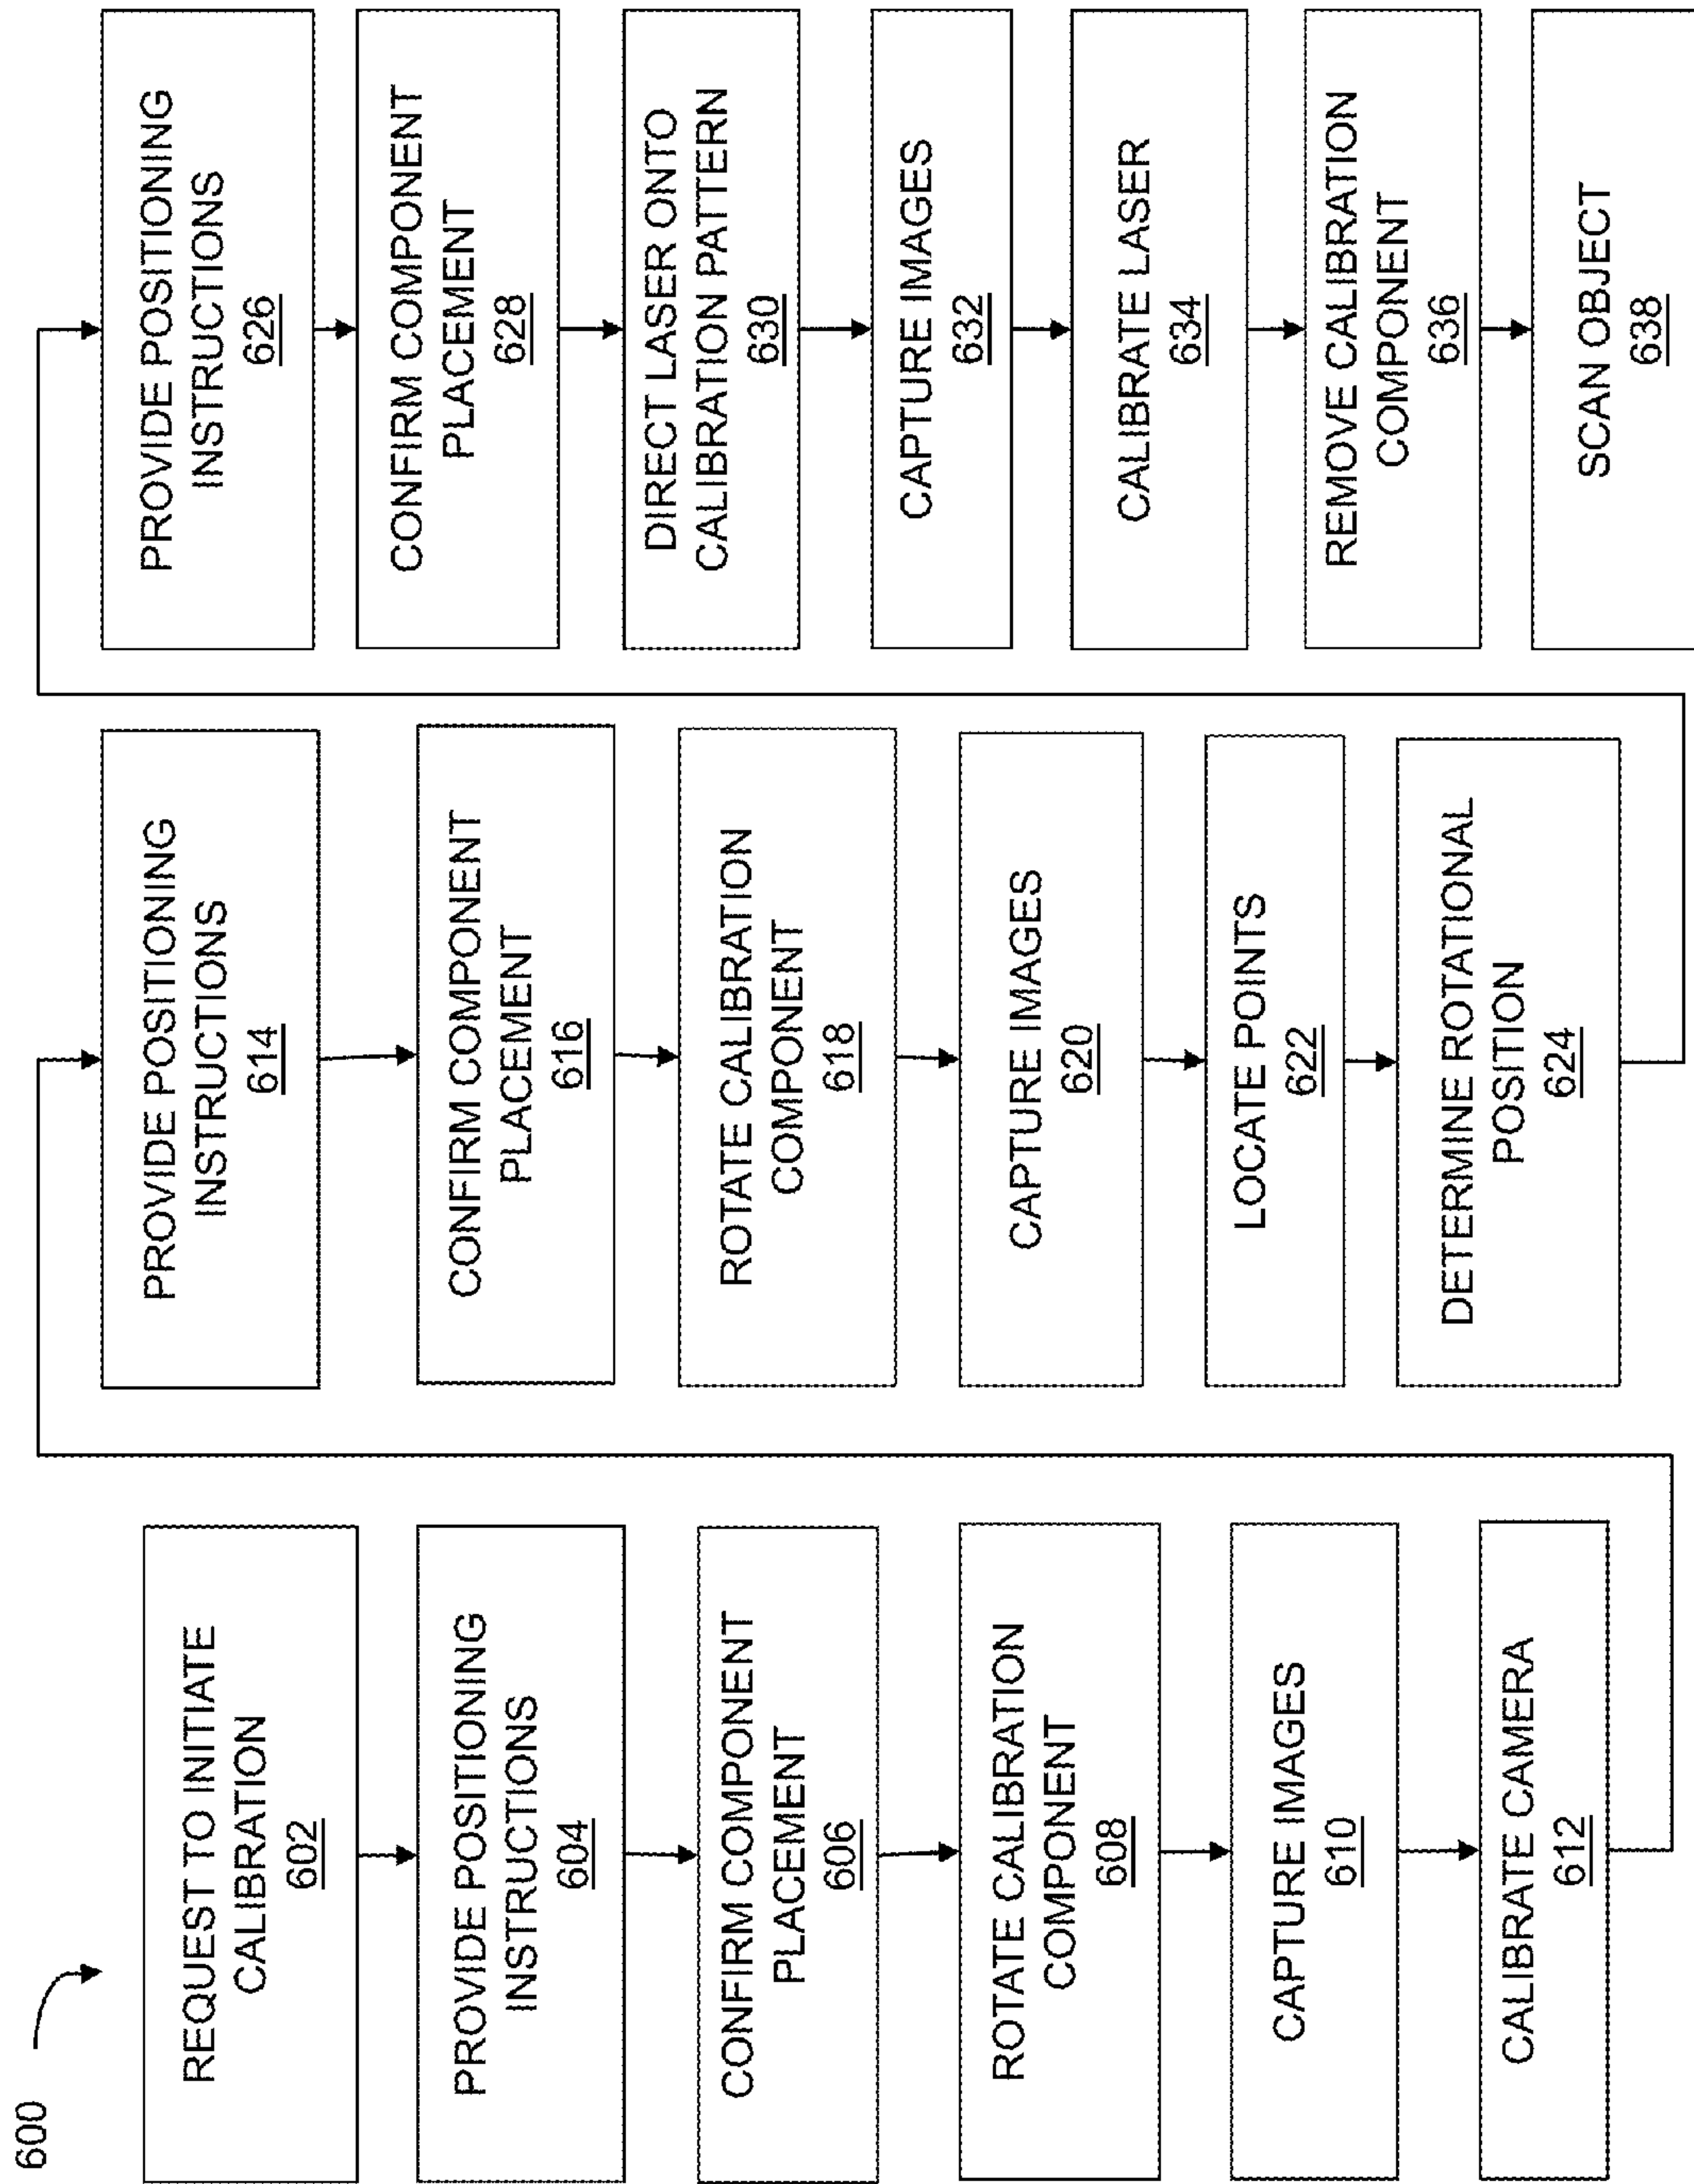 600
REQUEST TO INITIATE
CALIBRATION
602
PROVIDE POSITIONING
INSTRUCTIONS
604
CONFIRM COMPONENT
PLACEMENT
606
ROTATE CALIBRATION
COMPONENT
608
CAPTURE IMAGES
610
CALIBRATE CAMERA
612
PROVIDE POSITIONING
INSTRUCTIONS
614
CONFIRM COMPONENT
PLACEMENT
616
ROTATE CALIBRATION
COMPONENT
618
CAPTURE IMAGES
620
LOCATE POINTS
622
DETERMINE ROTATIONAL
POSITION
624
PROVIDE POSITIONING
INSTRUCTIONS
626
CONFIRM COMPONENT
PLACEMENT
628
DIRECT LASER ONTO
CALIBRATION PATTERN
630
CAPTURE IMAGES
632
CALIBRATE LASER
634
REMOVE CALIBRATION
COMPONENT
636
SCAN OBJECT
638